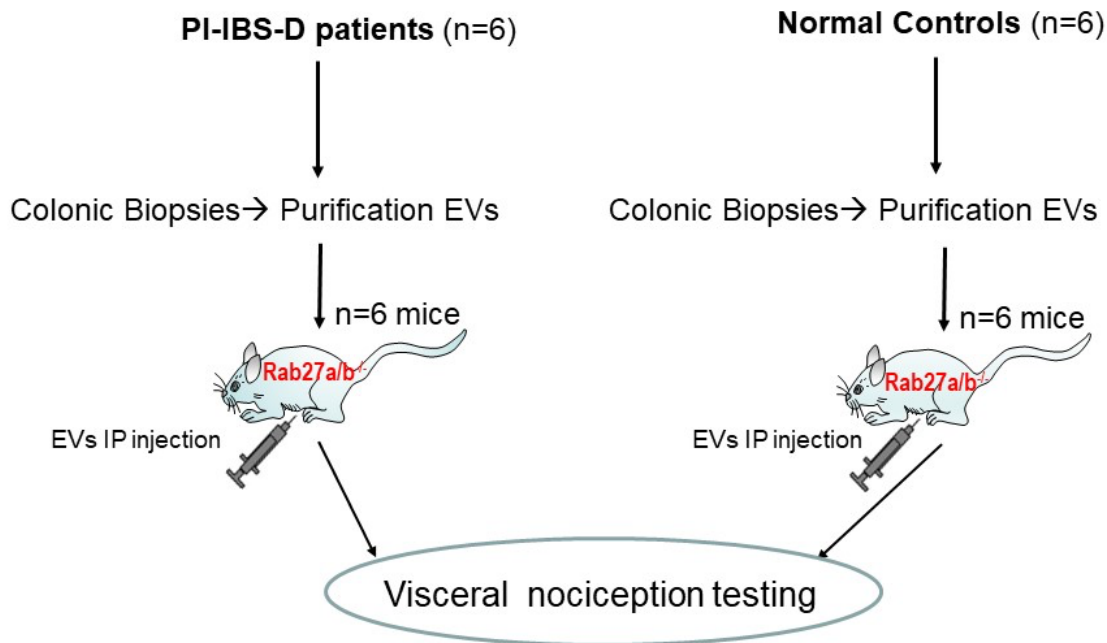 PI-IBS-D patients (n=6)
Normal Controls (n=6)
Colonic Biopsies→ Purification EVs
Colonic Biopsies→ Purification EVs
n=6 mice
n=6 mice
Rab27a/b-/-
Rab27a/b-/-
EVs IP injection
EVs IP injection
Visceral nociception testing